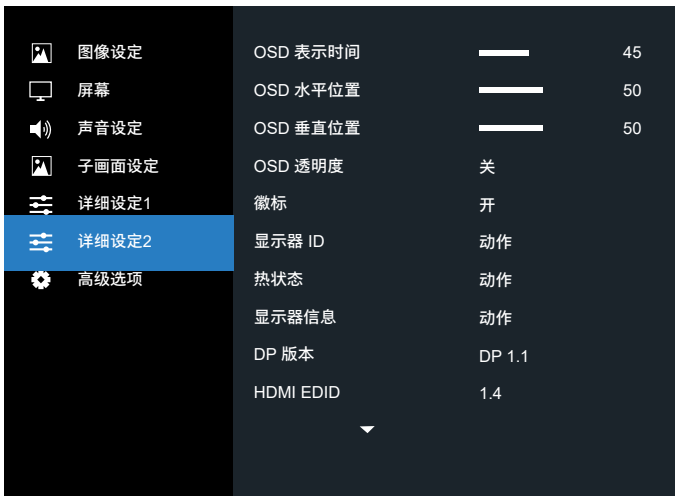 图像设定
屏幕
声音设定
子画面设定
详细设定1
详细设定2
高级选项
OSD 表示时间 45
OSD 水平位置 50
OSD 垂直位置 50
OSD 透明度 关
徽标 开
显示器 ID 动作
热状态 动作
显示器信息 动作
DP 版本 DP 1.1
HDMI EDID 1.4